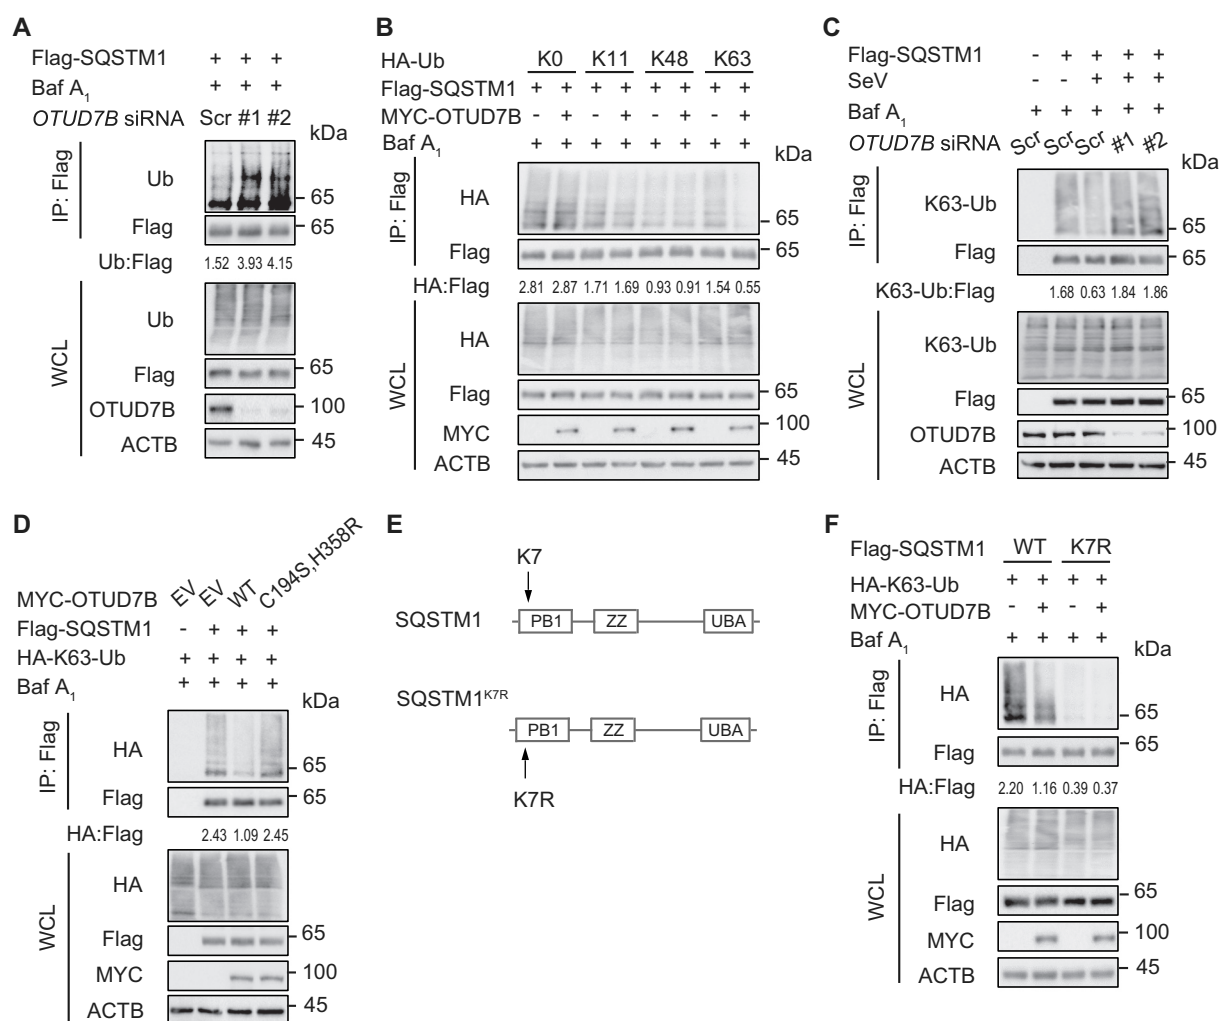 A
Flag-SQSTM1 + + +
Baf A1 + + +
OTUD7B siRNA Scr #1 #2
kDa
IP: Flag
Ub 65
Flag 65
Ub:Flag 1.52 3.93 4.15
WCL
Ub
Flag 65
OTUD7B 100
ACTB 45
B
HA-Ub K0 K11 K48 K63
Flag-SQSTM1 + + + + + + + +
MYC-OTUD7B - + - + - + - +
Baf A1 + + + + + + + +
kDa
IP: Flag
HA 65
Flag 65
HA:Flag 2.81 2.87 1.71 1.69 0.93 0.91 1.54 0.55
WCL
HA
Flag 65
MYC 100
ACTB 45
C
Flag-SQSTM1 - + + + +
SeV - - + + +
Baf A1 + + + + +
OTUD7B siRNA Scr Scr Scr #1 #2
kDa
IP: Flag
K63-Ub 65
Flag 65
K63-Ub:Flag 1.68 0.63 1.84 1.86
WCL
K63-Ub
Flag 65
OTUD7B 100
ACTB 45
D
MYC-OTUD7B EV EV WT C194S,H358R
Flag-SQSTM1 - + + +
HA-K63-Ub + + + +
Baf A1 + + + +
kDa
IP: Flag
HA 65
Flag 65
HA:Flag 2.43 1.09 2.45
WCL
HA
Flag 65
MYC 100
ACTB 45
E
K7
SQSTM1 PB1 ZZ UBA
SQSTM1K7R
PB1 ZZ UBA
K7R
F
Flag-SQSTM1 WT K7R
HA-K63-Ub + + + +
MYC-OTUD7B - + - +
Baf A1 + + + +
kDa
IP: Flag
HA 65
Flag 65
HA:Flag 2.20 1.16 0.39 0.37
WCL
HA
Flag 65
MYC 100
ACTB 45